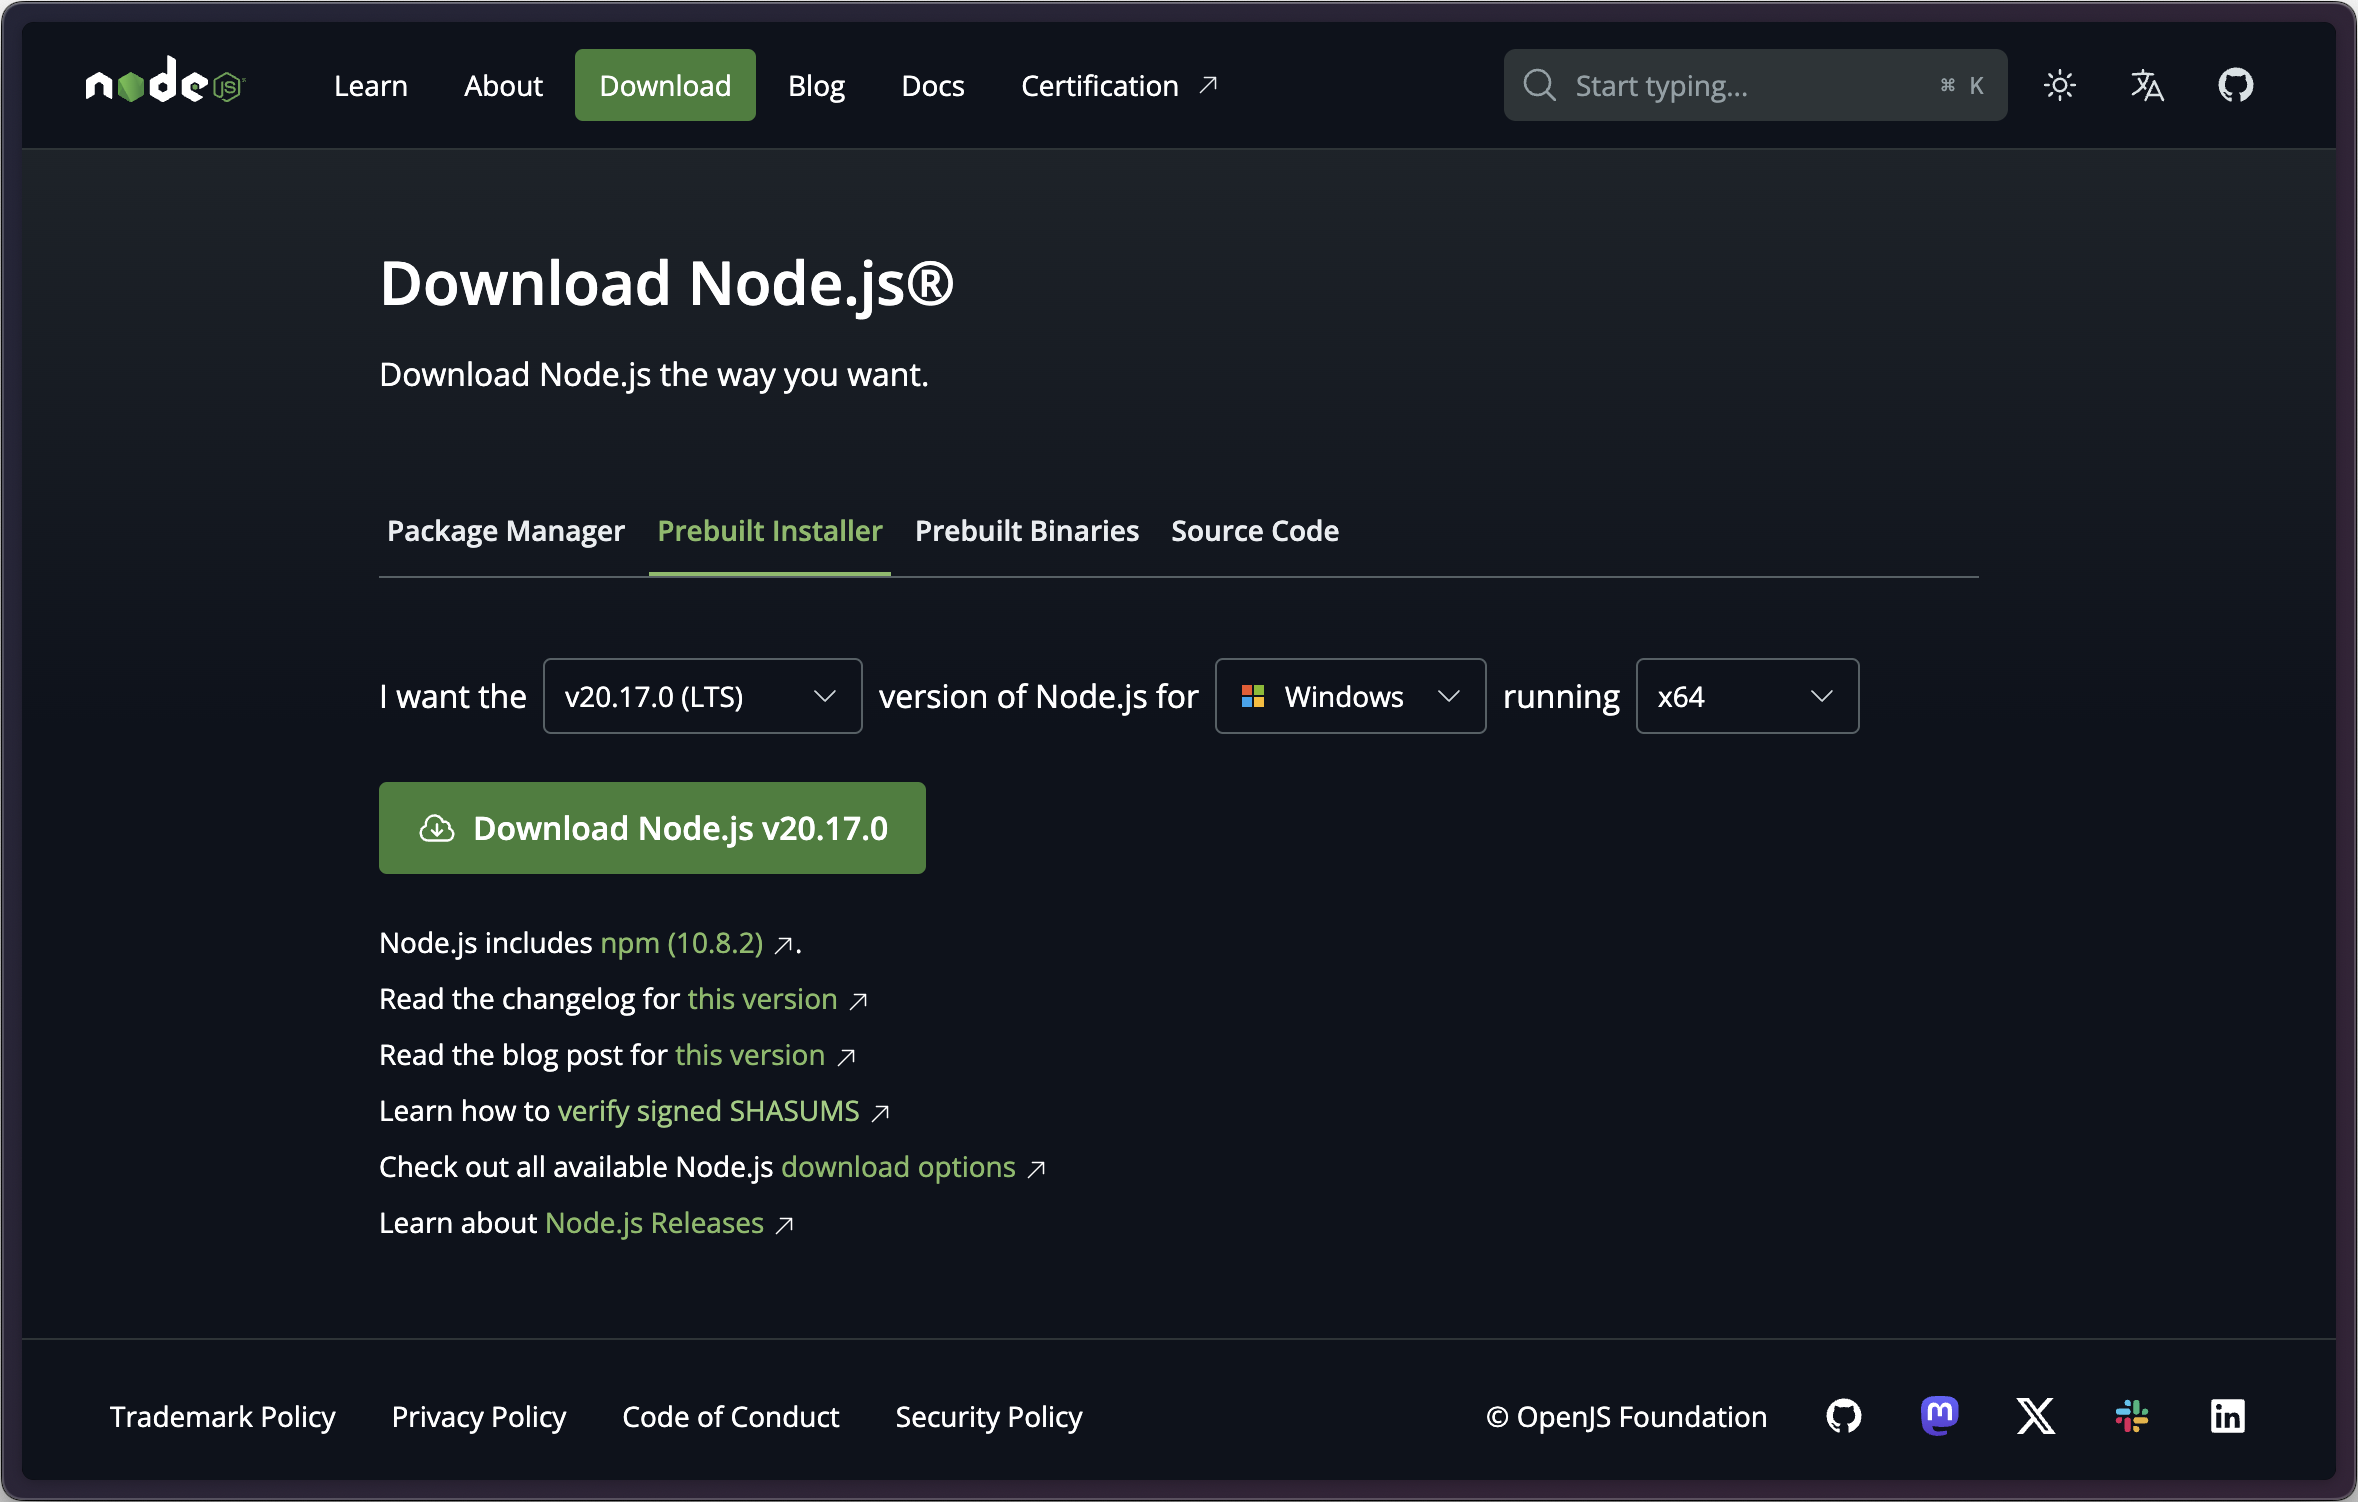 node JS
Learn About Download Blog Docs Certification
Start typing... ⌘ K
Download Node.js®
Download Node.js the way you want.
Package Manager Prebuilt Installer Prebuilt Binaries Source Code
I want the v20.17.0 (LTS) version of Node.js for Windows running x64
Download Node.js v20.17.0
Node.js includes npm (10.8.2).
Read the changelog for this version
Read the blog post for this version
Learn how to verify signed SHASUMS
Check out all available Node.js download options
Learn about Node.js Releases
Trademark Policy Privacy Policy Code of Conduct Security Policy © OpenJS Foundation